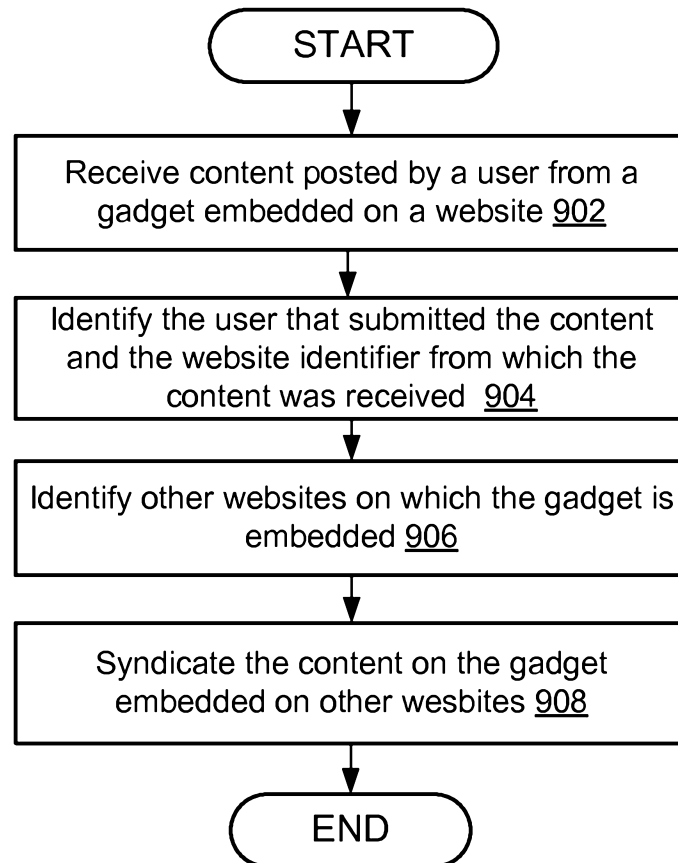 START
Receive content posted by a user from a
gadget embedded on a website 902
Identify the user that submitted the content
and the website identifier from which the
content was received 904
Identify other websites on which the gadget is
embedded 906
Syndicate the content on the gadget
embedded on other wesbites 908
END